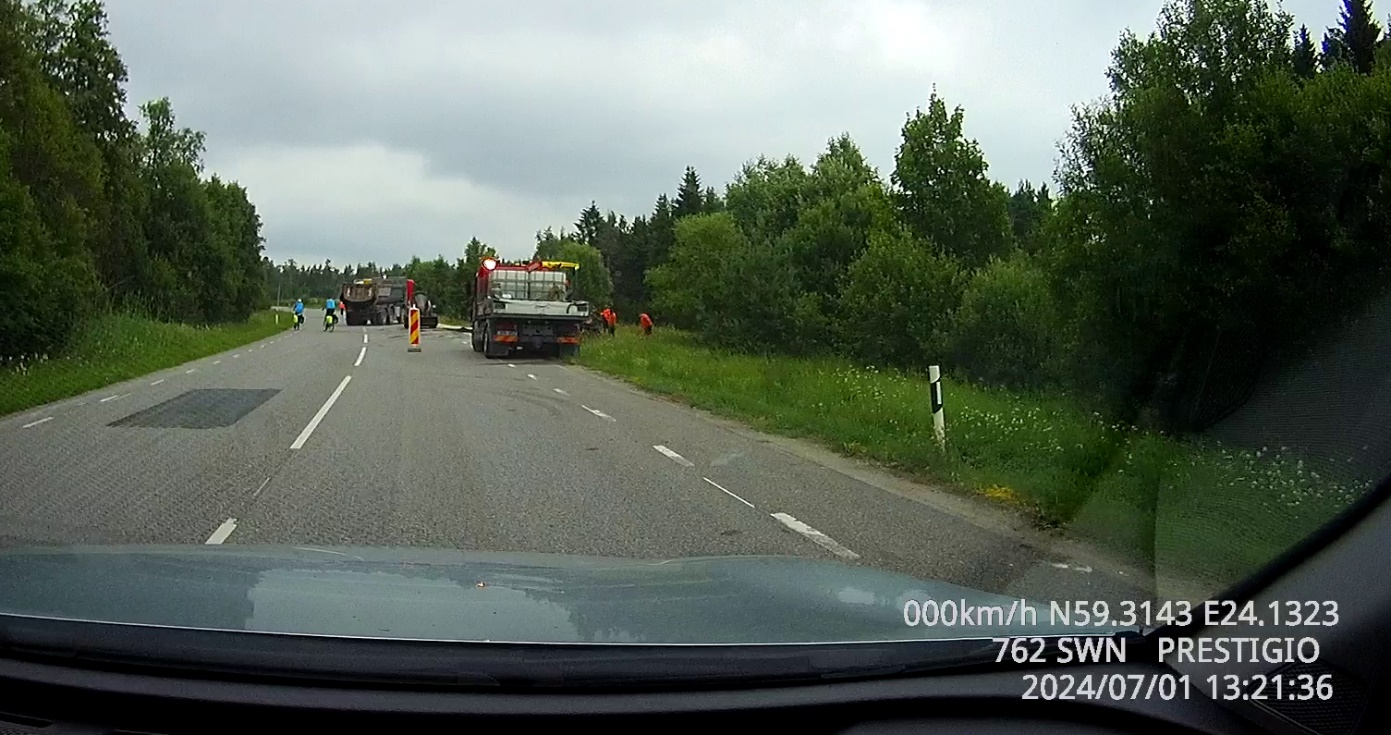 000km/h N59.3143 E24.1323
762 SWN PRESTIGIO
2024/07/01 13:21:36